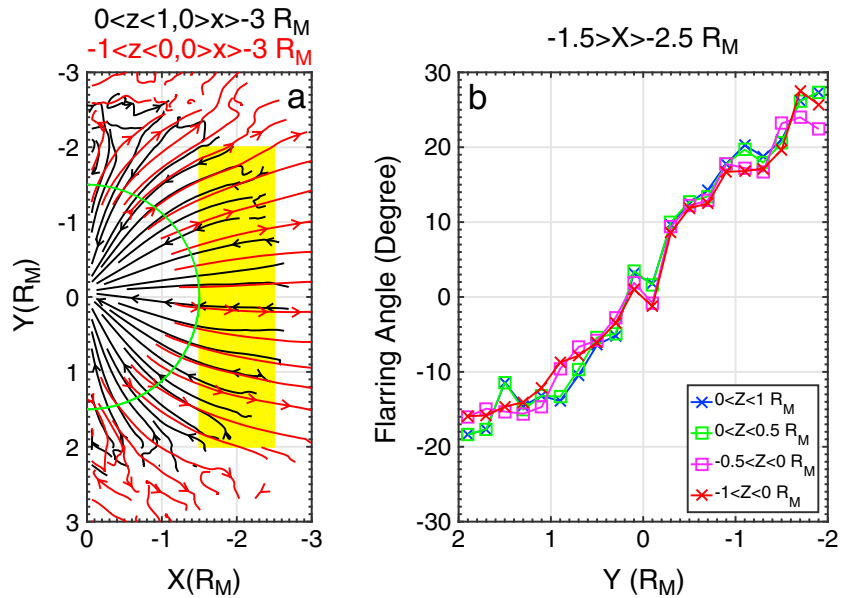 0<z<1,0>x>-3 R_M
-1<z<0,0>x>-3 R_M
-1.5>X>-2.5 R_M
a
b
-3
-2
-1
0
1
2
3
Y(R_M)
0
-1
-2
-3
X(R_M)
30
20
10
0
-10
-20
-30
Flarring Angle (Degree)
2
1
0
-1
-2
Y (R_M)
0<Z<1 R_M
0<Z<0.5 R_M
-0.5<Z<0 R_M
-1<Z<0 R_M